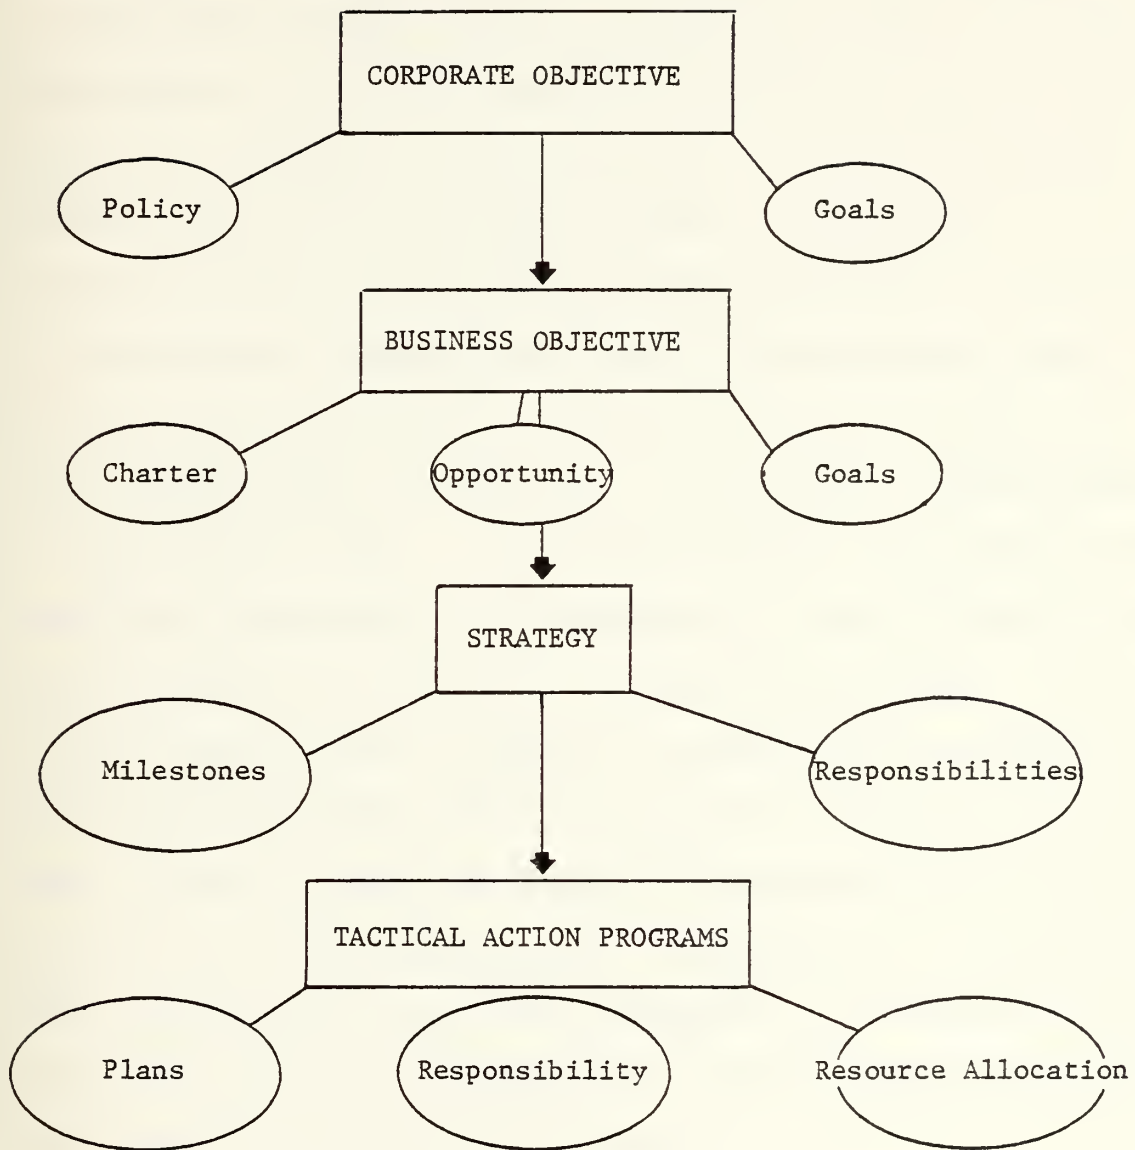 CORPORATE OBJECTIVE
Policy
Goals
BUSINESS OBJECTIVE
Charter
Opportunity
Goals
STRATEGY
Milestones
Responsibilities
TACTICAL ACTION PROGRAMS
Plans
Responsibility
Resource Allocation